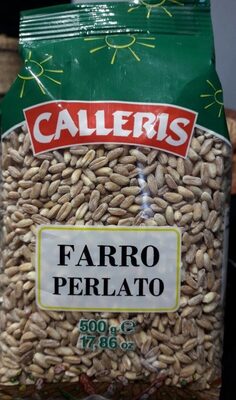 CALLERIS
FARRO
PERLATO
500 g ℮
17,86 oz